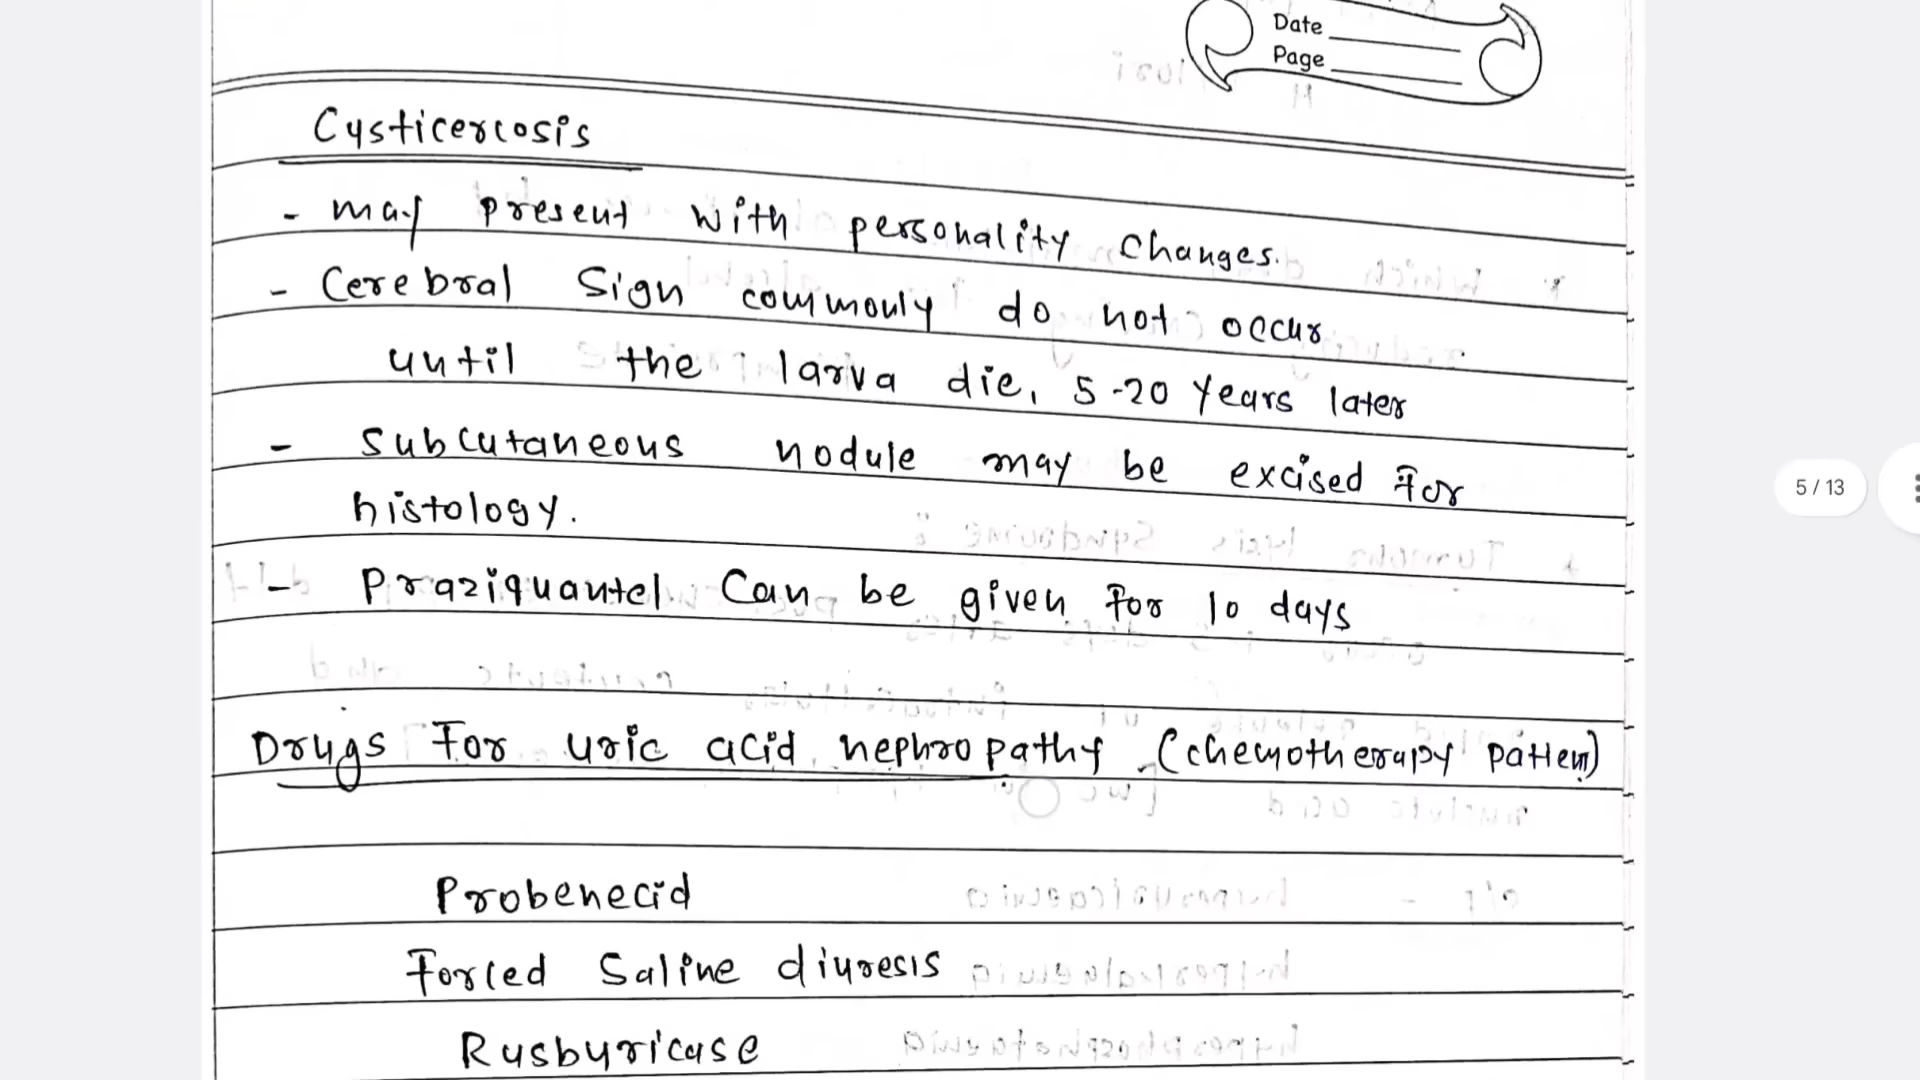 Date
Page
Cysticercosis
- may present with personality changes.
- Cerebral Sign commonly do not occur
until the larva die, 5-20 Years later
- Subcutaneous nodule may be excised for
histology.
- Praziquantel Can be given for 10 days
Drugs For uric acid nephropathy (chemotherapy patient)
Probenecid
Forced Saline diuresis
Rusburicase
5 / 13